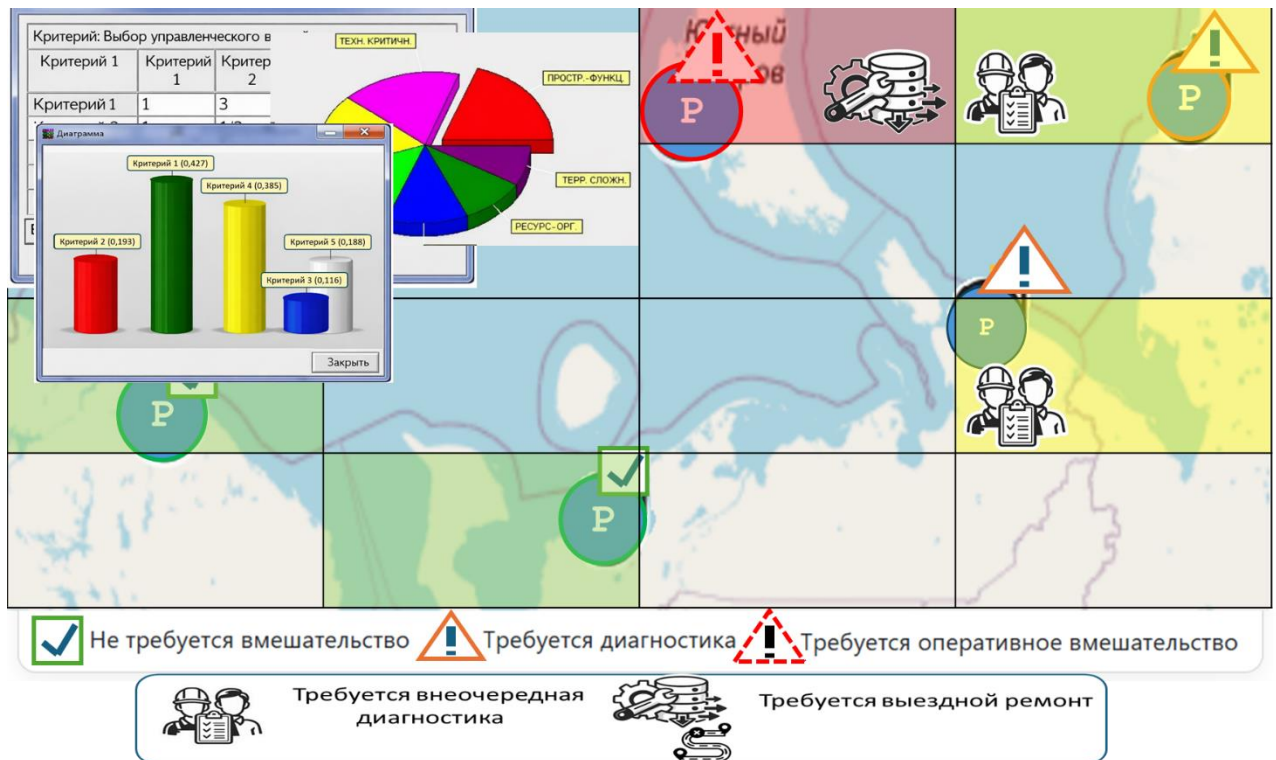 Критерий: Выбор управленческого в
Критерий 1
Критерий
1
Критер
2
Критерий 1
1
3
ТЕХН. КРИТИЧН.
ПРОСТР.-ФУНКЦ.
ТЕРР. СЛОЖН.
РЕСУРС-ОРГ.
Диаграмма
Критерий 1 (0,427)
Критерий 4 (0,385)
Критерий 2 (0,193)
Критерий 5 (0,188)
Критерий 3 (0,116)
Закрыть
P
P
P
P
P
Не требуется вмешательство
Требуется диагностика
Требуется оперативное вмешательство
Требуется внеочередная
диагностика
Требуется выездной ремонт